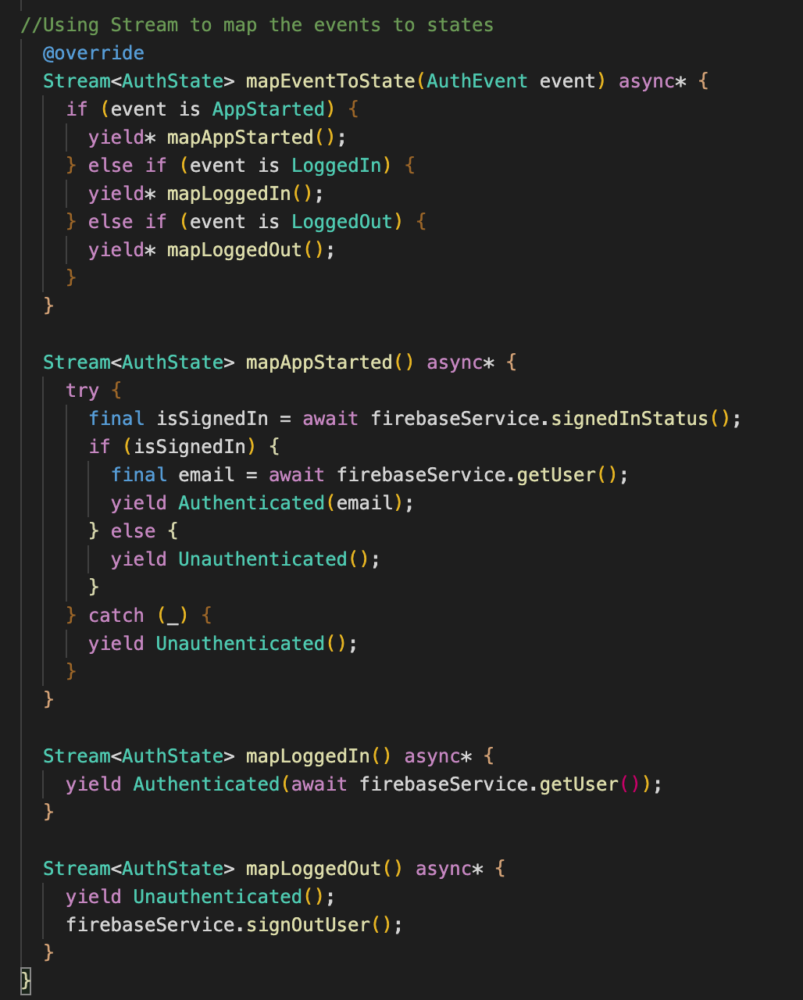 //Using Stream to map the events to states
@override
Stream<AuthState> mapEventToState(AuthEvent event) async* {
if (event is AppStarted) {
yield* mapAppStarted();
} else if (event is LoggedIn) {
yield* mapLoggedIn();
} else if (event is LoggedOut) {
yield* mapLoggedOut();
}
}
Stream<AuthState> mapAppStarted() async* {
try {
final isSignedIn = await firebaseService.signedInStatus();
if (isSignedIn) {
final email = await firebaseService.getUser();
yield Authenticated(email);
} else {
yield Unauthenticated();
}
} catch (_) {
yield Unauthenticated();
}
}
Stream<AuthState> mapLoggedIn() async* {
yield Authenticated(await firebaseService.getUser());
}
Stream<AuthState> mapLoggedOut() async* {
yield Unauthenticated();
firebaseService.signOutUser();
}
}